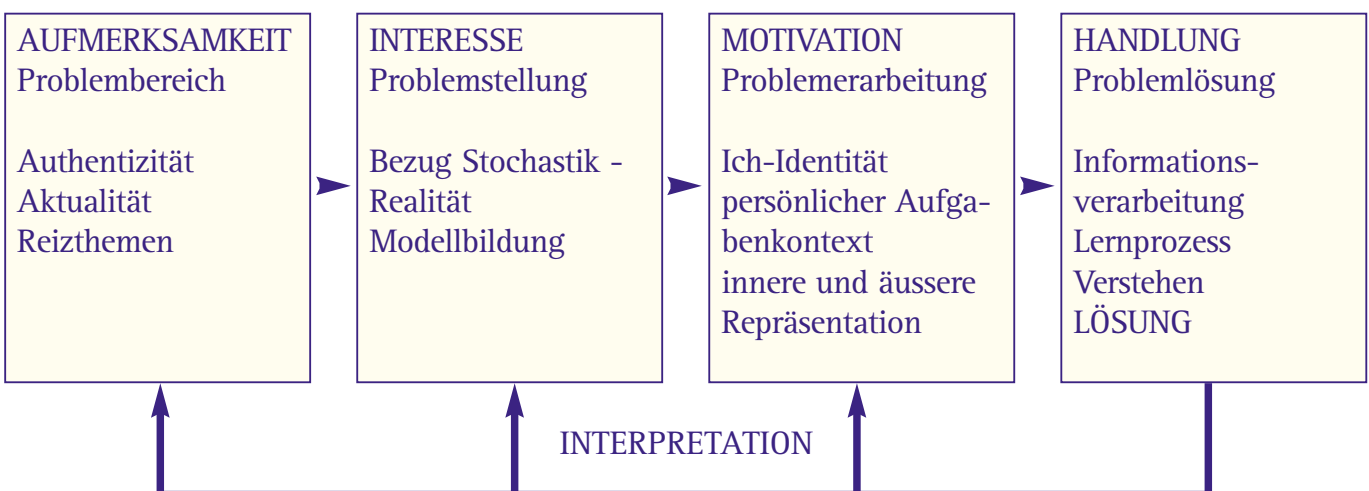 AUFMERKSAMKEIT
Problembereich
Authentizität
Aktualität
Reizthemen
INTERESSE
Problemstellung
Bezug Stochastik -
Realität
Modellbildung
MOTIVATION
Problemerarbeitung
Ich-Identität
persönlicher Aufga-
benkontext
innere und äussere
Repräsentation
HANDLUNG
Problemlösung
Informations-
verarbeitung
Lernprozess
Verstehen
LÖSUNG
INTERPRETATION